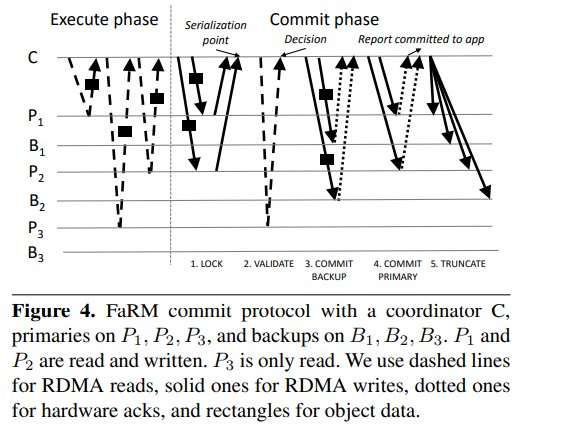 Execute phase
Commit phase
Serialization
point
Decision
Report committed to app
C
P1
B1
P2
B2
P3
B3
1. LOCK
2. VALIDATE
3. COMMIT
BACKUP
4. COMMIT
PRIMARY
5. TRUNCATE
Figure 4. FaRM commit protocol with a coordinator C,
primaries on P1, P2, P3, and backups on B1, B2, B3. P1 and
P2 are read and written. P3 is only read. We use dashed lines
for RDMA reads, solid ones for RDMA writes, dotted ones
for hardware acks, and rectangles for object data.